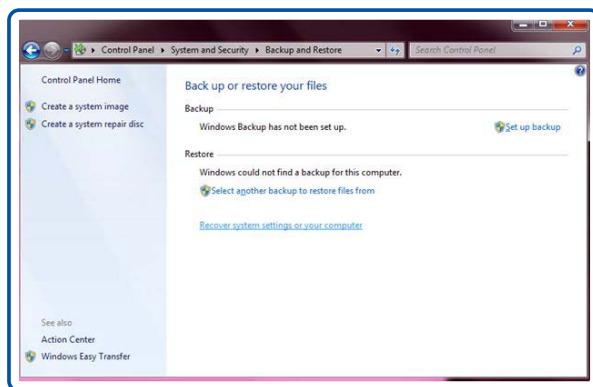 Control Panel ▸ System and Security ▸ Backup and Restore
Search Control Panel
Control Panel Home
Create a system image
Create a system repair disc
Back up or restore your files
Backup
Windows Backup has not been set up.
Set up backup
Restore
Windows could not find a backup for this computer.
Select another backup to restore files from
Recover system settings or your computer
See also
Action Center
Windows Easy Transfer